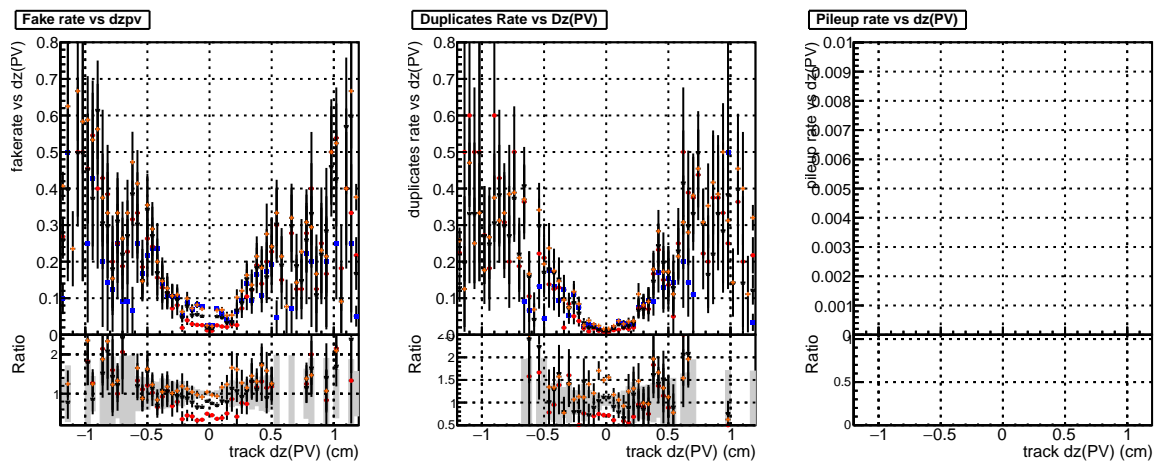 Fake rate vs dzpv
fakerate vs dz(PV)
0.8
0.7
0.6
0.5
0.4
0.3
0.2
0.1
0
Ratio
2
1
−1 −0.5 0 0.5 1
track dz(PV) (cm)
Duplicates Rate vs Dz(PV)
duplicates rate vs dz(PV)
0.8
0.7
0.6
0.5
0.4
0.3
0.2
0.1
0
Ratio
2
1.5
1
0.5
−1 −0.5 0 0.5 1
track dz(PV) (cm)
Pileup rate vs dz(PV)
pileup rate vs dz(PV)
0.01
0.009
0.008
0.007
0.006
0.005
0.004
0.003
0.002
0.001
0
Ratio
1
0.5
0
−1 −0.5 0 0.5 1
track dz(PV) (cm)